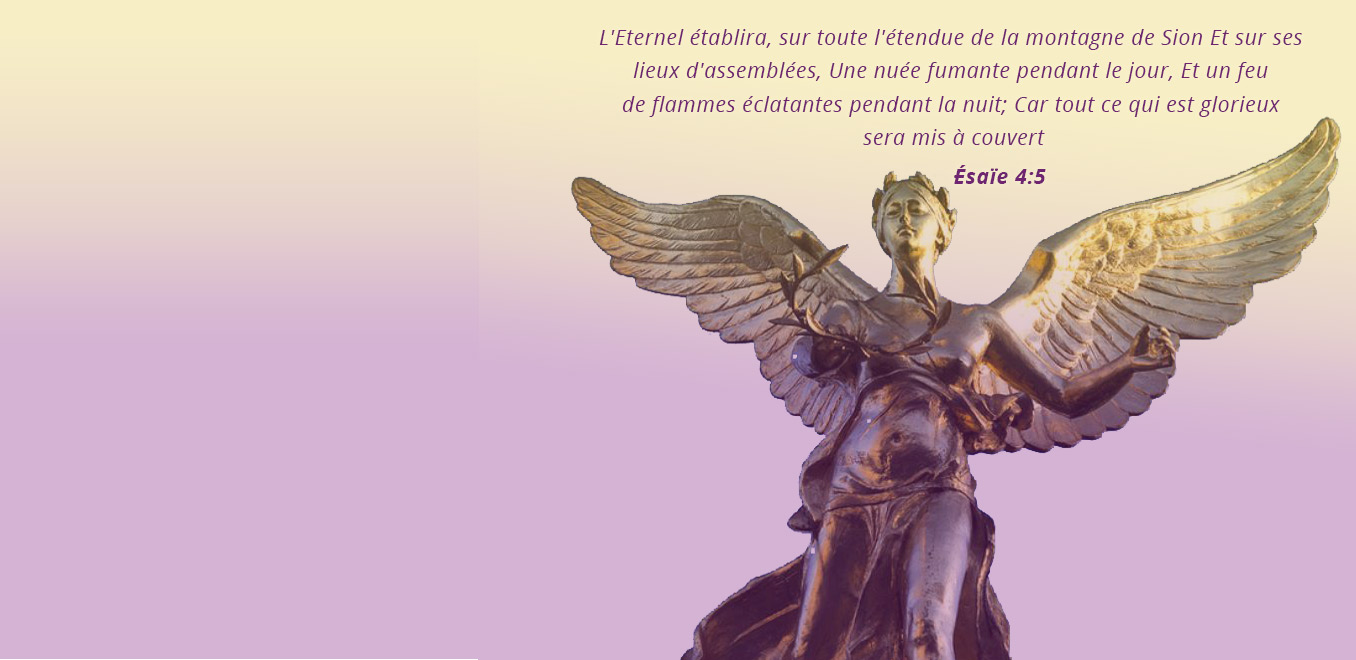 L'Eternel établira, sur toute l'étendue de la montagne de Sion Et sur ses
lieux d'assemblées, Une nuée fumante pendant le jour, Et un feu
de flammes éclatantes pendant la nuit; Car tout ce qui est glorieux
sera mis à couvert
Ésaïe 4:5